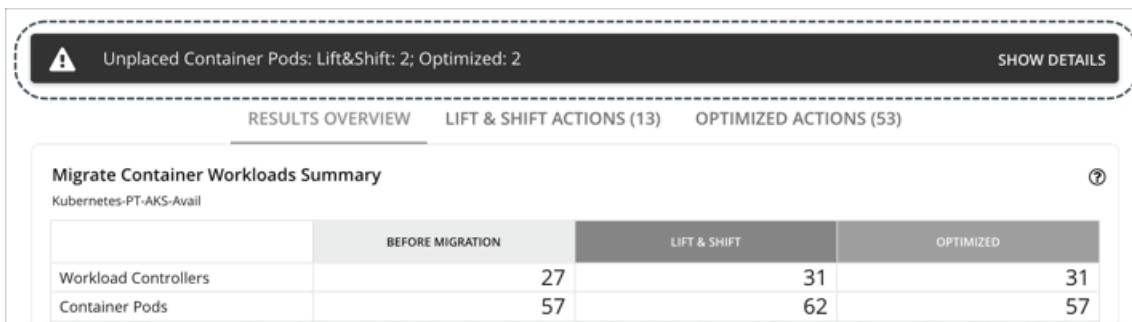 Unplaced Container Pods: Lift&Shift: 2; Optimized: 2 SHOW DETAILS
RESULTS OVERVIEW LIFT & SHIFT ACTIONS (13) OPTIMIZED ACTIONS (53)
Migrate Container Workloads Summary
Kubernetes-PT-AKS-Avail
BEFORE MIGRATION LIFT & SHIFT OPTIMIZED
Workload Controllers 27 31 31
Container Pods 57 62 57